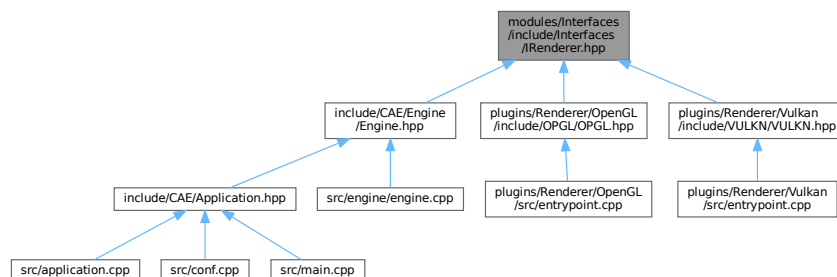 modules/Interfaces
/include/Interfaces
/IRenderer.hpp
include/CAE/Engine
/Engine.hpp
plugins/Renderer/OpenGL
/include/OPGL/OPGL.hpp
plugins/Renderer/Vulkan
/include/VULKN/VULKN.hpp
include/CAE/Application.hpp
src/engine/engine.cpp
plugins/Renderer/OpenGL
/src/entrypoint.cpp
plugins/Renderer/Vulkan
/src/entrypoint.cpp
src/application.cpp
src/conf.cpp
src/main.cpp